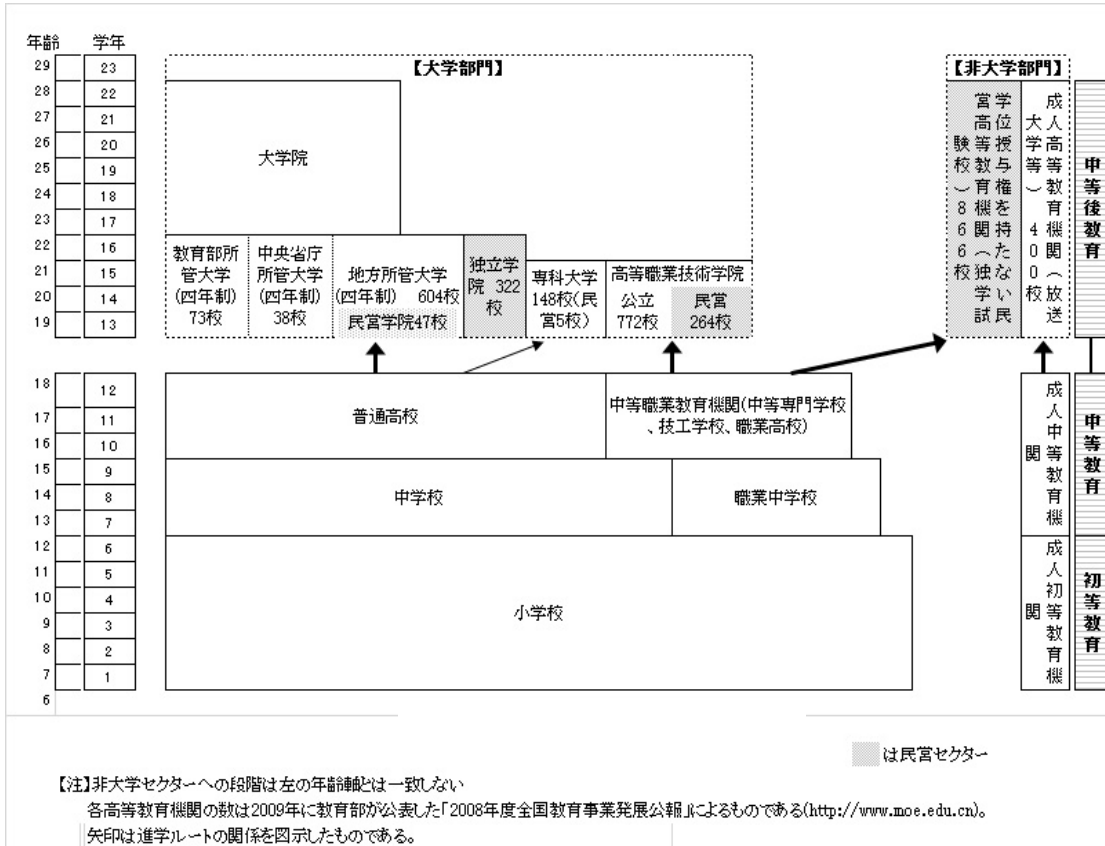 年齢 学年
29 23
28 22
27 21
26 20
25 19
24 18
23 17
22 16
21 15
20 14
19 13
18 12
17 11
16 10
15 9
14 8
13 7
12 6
11 5
10 4
9 3
8 2
7 1
6
【大学部門】
大学院
教育部所
管大学
(四年制)
73校
中央省庁
所管大学
(四年制)
38校
地方所管大学
(四年制) 604校
民営学院47校
独立学
院 322
校
専科大学
148校(民
営5校)
高等職業技術学院
公立
772校
民営
264校
【非大学部門】
学位授与権を持たない民
営高等教育機関(独学試
験校)866校
成人高等教育機関(放送
大学等) 400校
中等後教育
普通高校
中等職業教育機関(中等専門学校
、技工学校、職業高校)
成人中等教育機
関
中等教育
中学校
職業中学校
小学校
成人初等教育機
関
初等教育
は民営セクター
【注】非大学セクターへの段階は左の年齢軸とは一致しない
各高等教育機関の数は2009年に教育部が公表した「2008年度全国教育事業発展公報」によるものである(http://www.moe.edu.cn)。
矢印は進学ルートの関係を図示したものである。